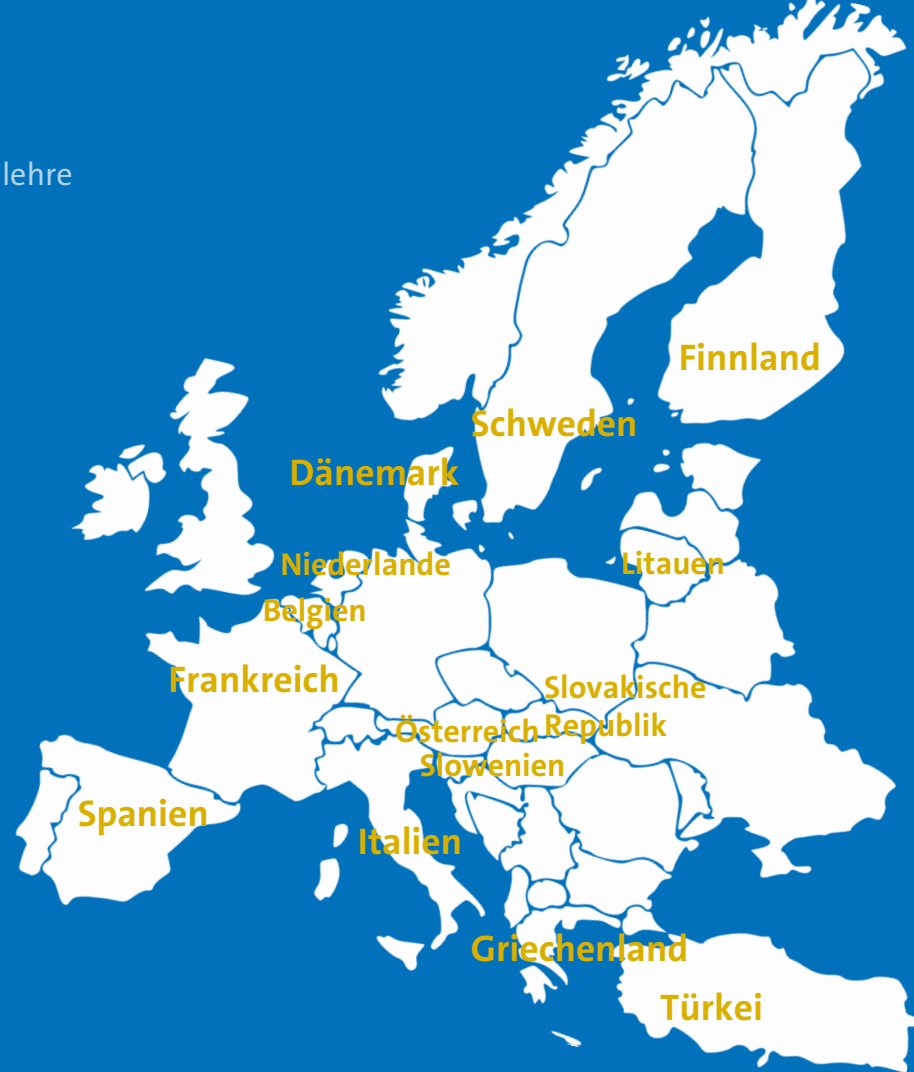 lehre
Finnland
Schweden
Dänemark
Niederlande
Litauen
Belgien
Frankreich
Slovakische
Republik
Österreich
Slowenien
Spanien
Italien
Griechenland
Türkei